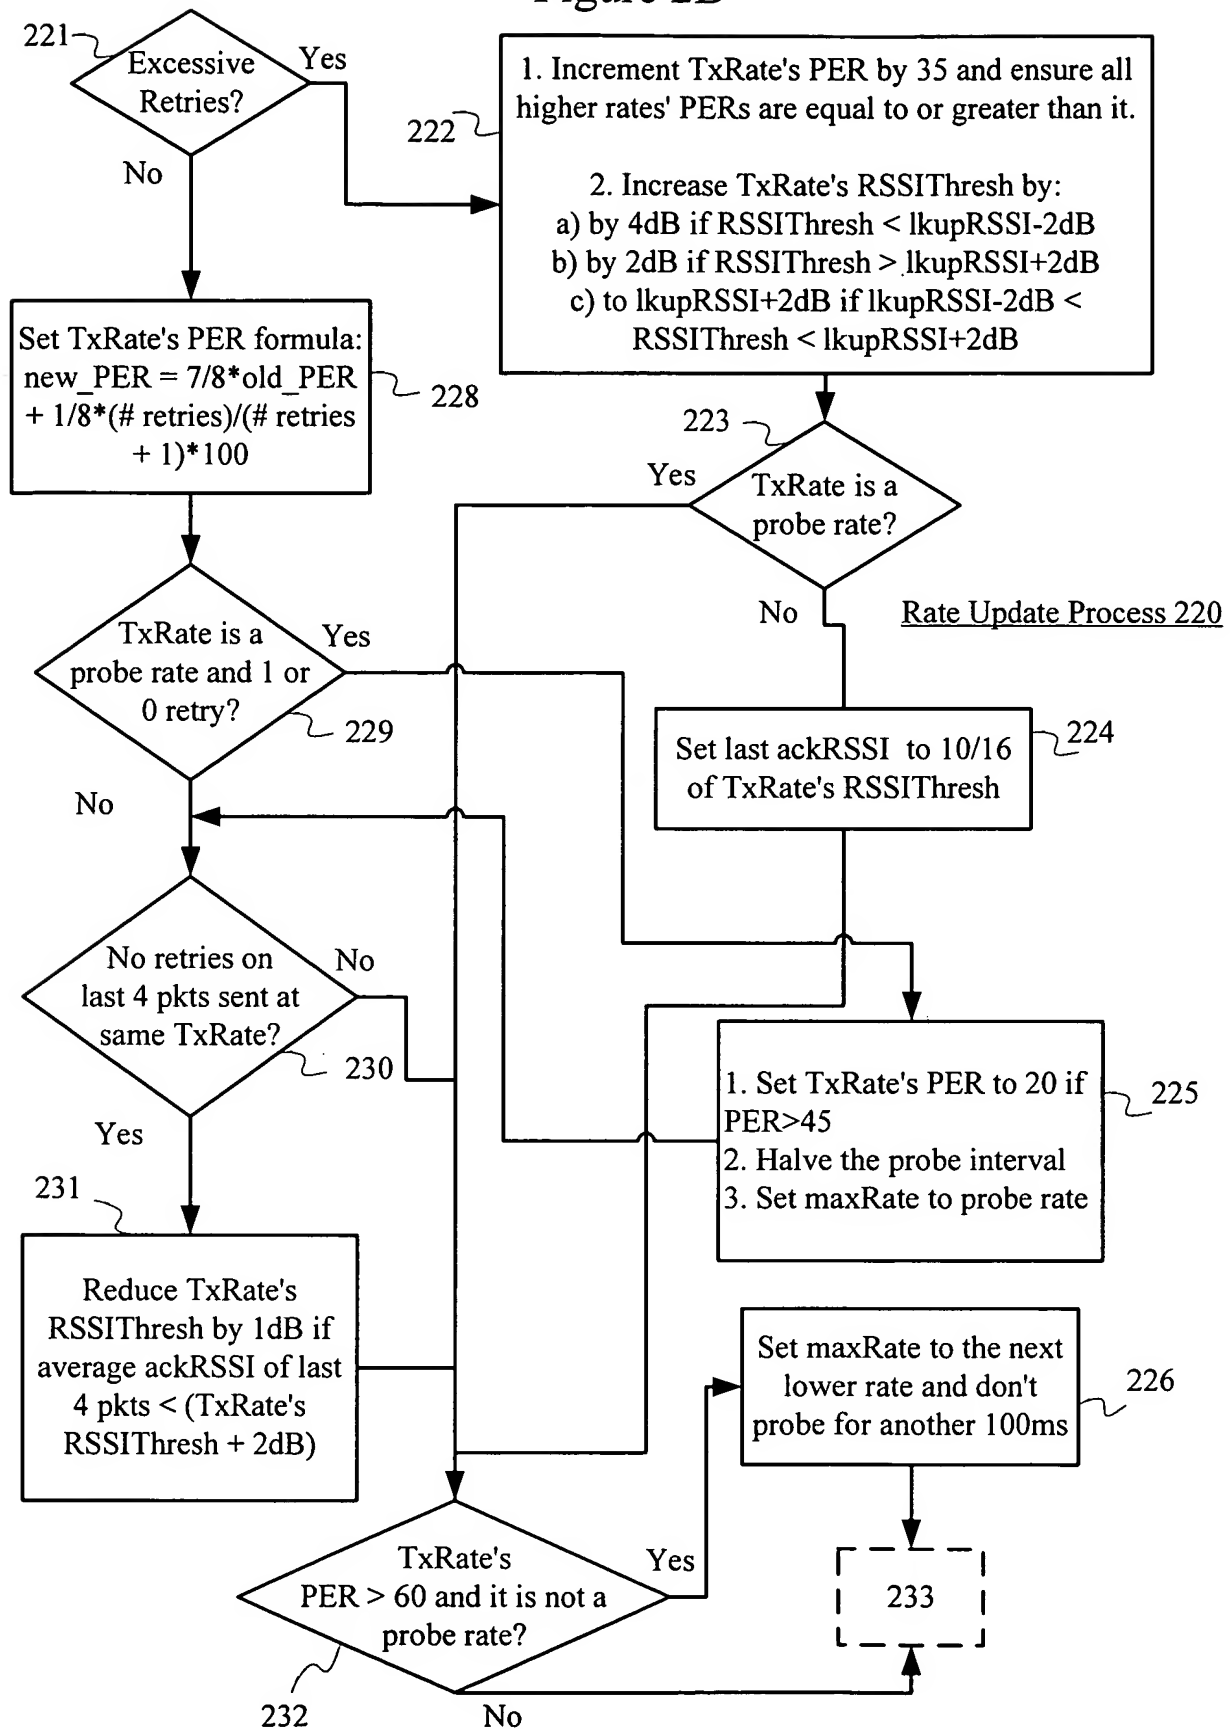 Figure 2B
221
Excessive
Retries?
Yes
No
222
1. Increment TxRate's PER by 35 and ensure all
higher rates' PERs are equal to or greater than it.
2. Increase TxRate's RSSIThresh by:
a) by 4dB if RSSIThresh < lkupRSSI-2dB
b) by 2dB if RSSIThresh > lkupRSSI+2dB
c) to lkupRSSI+2dB if lkupRSSI-2dB <
RSSIThresh < lkupRSSI+2dB
Set TxRate's PER formula:
new_PER = 7/8*old_PER
+ 1/8*(# retries)/(# retries
+ 1)*100
228
223
Yes
TxRate is a
probe rate?
No
Rate Update Process 220
TxRate is a
probe rate and 1 or
0 retry?
Yes
229
No
Set last ackRSSI to 10/16
of TxRate's RSSIThresh
224
No retries on
last 4 pkts sent at
same TxRate?
No
230
Yes
1. Set TxRate's PER to 20 if
PER>45
2. Halve the probe interval
3. Set maxRate to probe rate
225
231
Reduce TxRate's
RSSIThresh by 1dB if
average ackRSSI of last
4 pkts < (TxRate's
RSSIThresh + 2dB)
Set maxRate to the next
lower rate and don't
probe for another 100ms
226
TxRate's
PER > 60 and it is not a
probe rate?
Yes
233
232
No